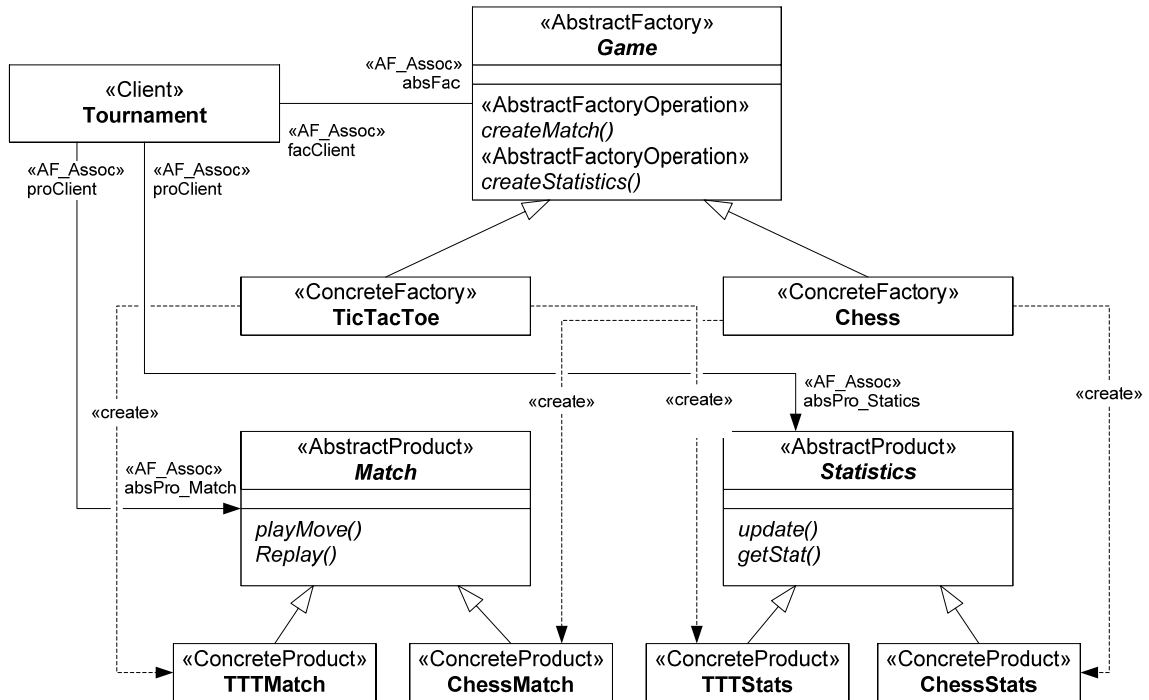 «AbstractFactory»
Game
«AF_Assoc»
absFac
«Client»
Tournament
«AbstractFactoryOperation»
createMatch()
«AbstractFactoryOperation»
createStatistics()
«AF_Assoc»
facClient
«AF_Assoc»
proClient
«AF_Assoc»
proClient
«ConcreteFactory»
TicTacToe
«ConcreteFactory»
Chess
«AF_Assoc»
absPro_Statics
«create»
«create»
«create»
«create»
«AbstractProduct»
Match
«AbstractProduct»
Statistics
«AF_Assoc»
absPro_Match
playMove()
Replay()
update()
getStat()
«ConcreteProduct»
TTTMatch
«ConcreteProduct»
ChessMatch
«ConcreteProduct»
TTTStats
«ConcreteProduct»
ChessStats